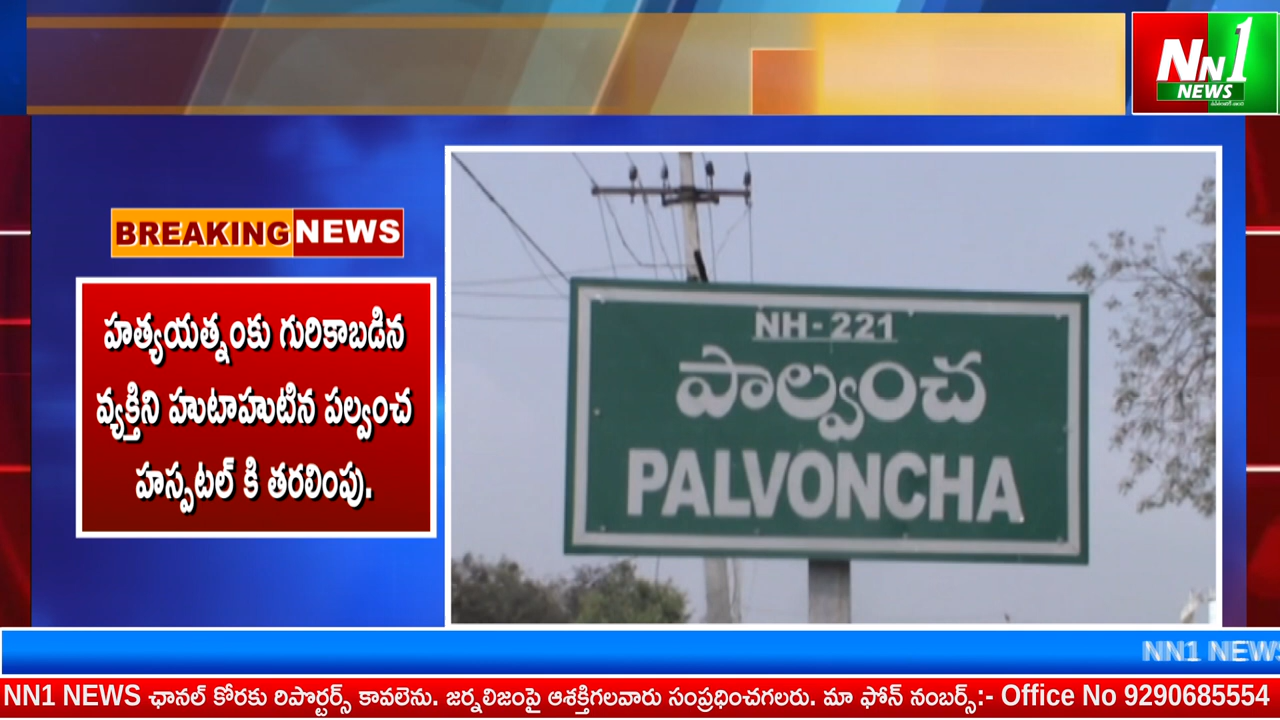 NN1
NEWS
BREAKING NEWS
హత్యయత్నంకు గురికాబడిన
వ్యక్తిని హుటాహుటిన పల్వంచ
హస్పటల్ కి తరలింపు.
NH-221
పాల్వంచ
PALVONCHA
NN1 NEWS
NN1 NEWS ఛానల్ కోరకు రిపొర్టర్స్ కావలెను. జర్నలిజంపై ఆశక్తిగలవారు సంప్రధించగలరు. మా ఫోన్ నంబర్స్:- Office No 9290685554